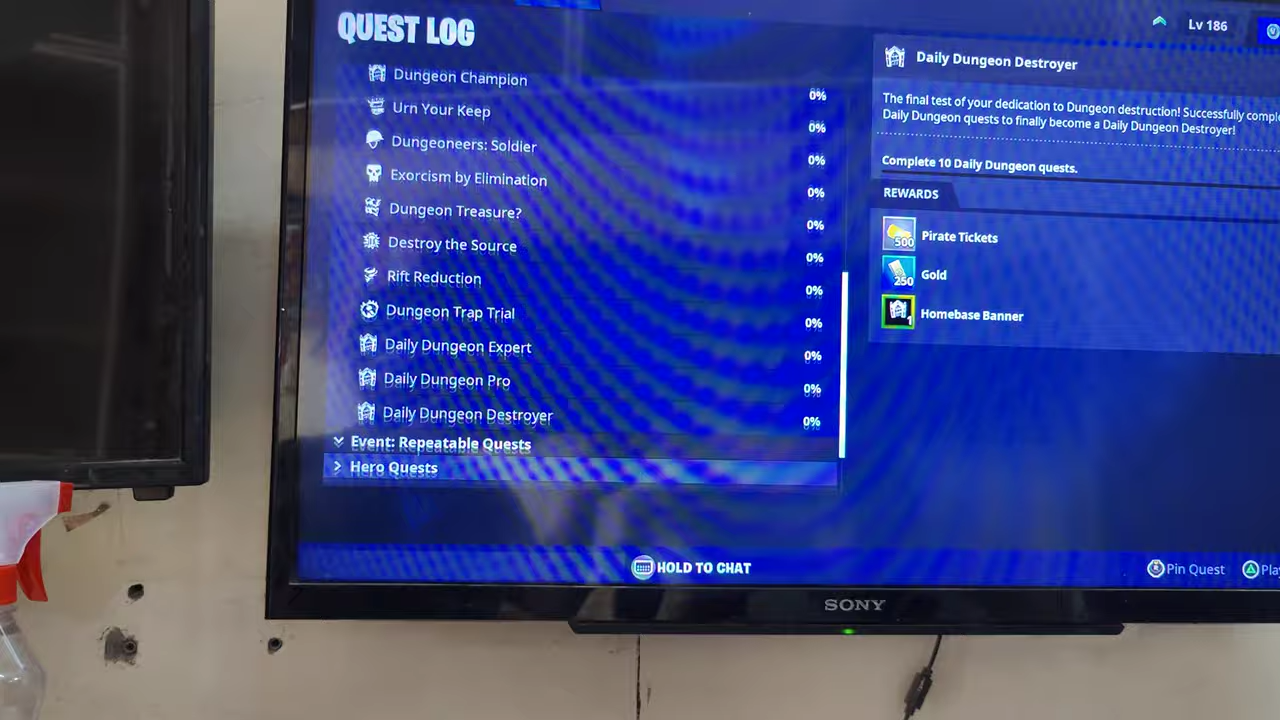 QUEST LOG
Lv 186
Dungeon Champion 0%
Urn Your Keep 0%
Dungeoneers: Soldier 0%
Exorcism by Elimination 0%
Dungeon Treasure? 0%
Destroy the Source 0%
Rift Reduction 0%
Dungeon Trap Trial 0%
Daily Dungeon Expert 0%
Daily Dungeon Pro 0%
Daily Dungeon Destroyer 0%
Event: Repeatable Quests
Hero Quests
Daily Dungeon Destroyer
The final test of your dedication to Dungeon destruction! Successfully comple
Daily Dungeon quests to finally become a Daily Dungeon Destroyer!
Complete 10 Daily Dungeon quests.
REWARDS
500 Pirate Tickets
250 Gold
1 Homebase Banner
HOLD TO CHAT
Pin Quest
Pla
SONY